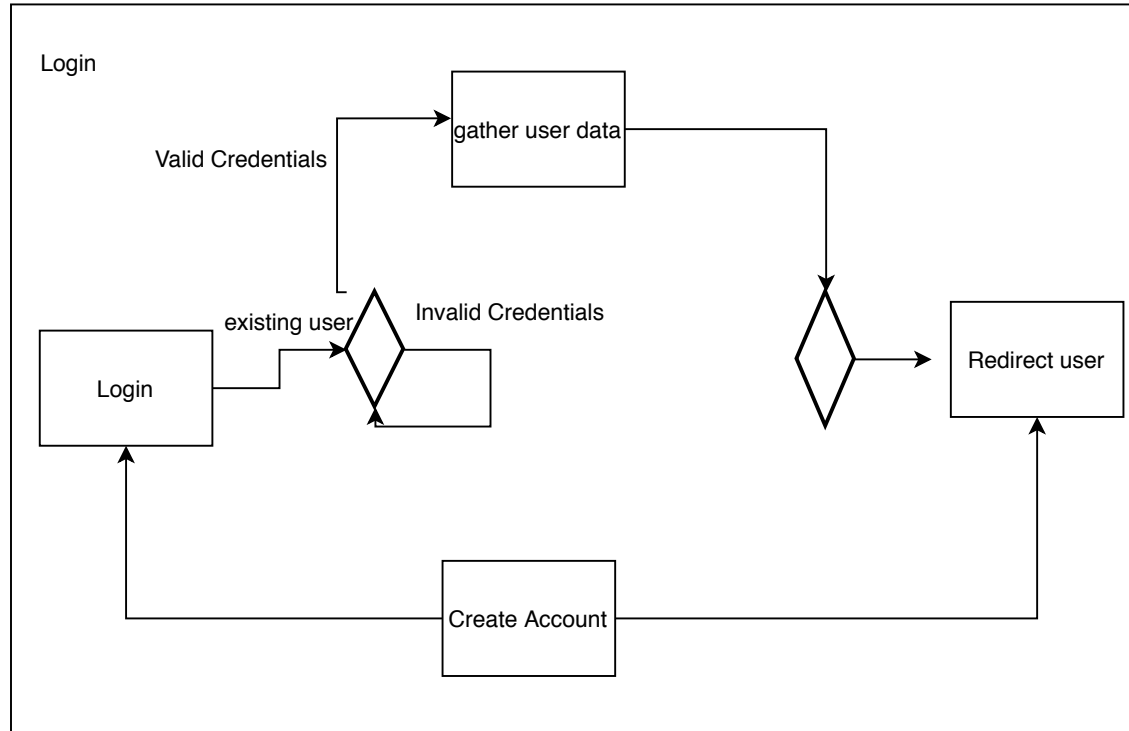 Login
gather user data
Valid Credentials
Invalid Credentials
existing user
Login
Redirect user
Create Account